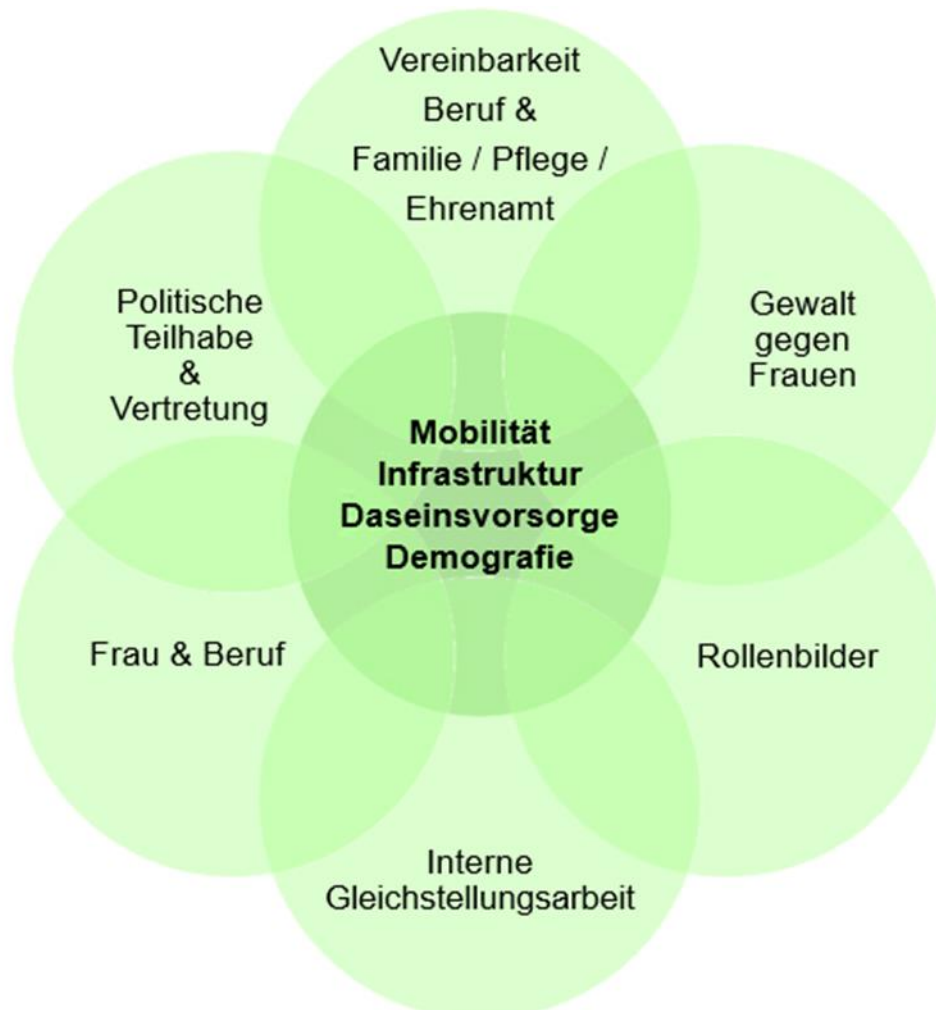 Vereinbarkeit
Beruf &
Familie / Pflege /
Ehrenamt
Politische
Teilhabe
&
Vertretung
Gewalt
gegen
Frauen
Mobilität
Infrastruktur
Daseinsvorsorge
Demografie
Frau & Beruf
Rollenbilder
Interne
Gleichstellungsarbeit